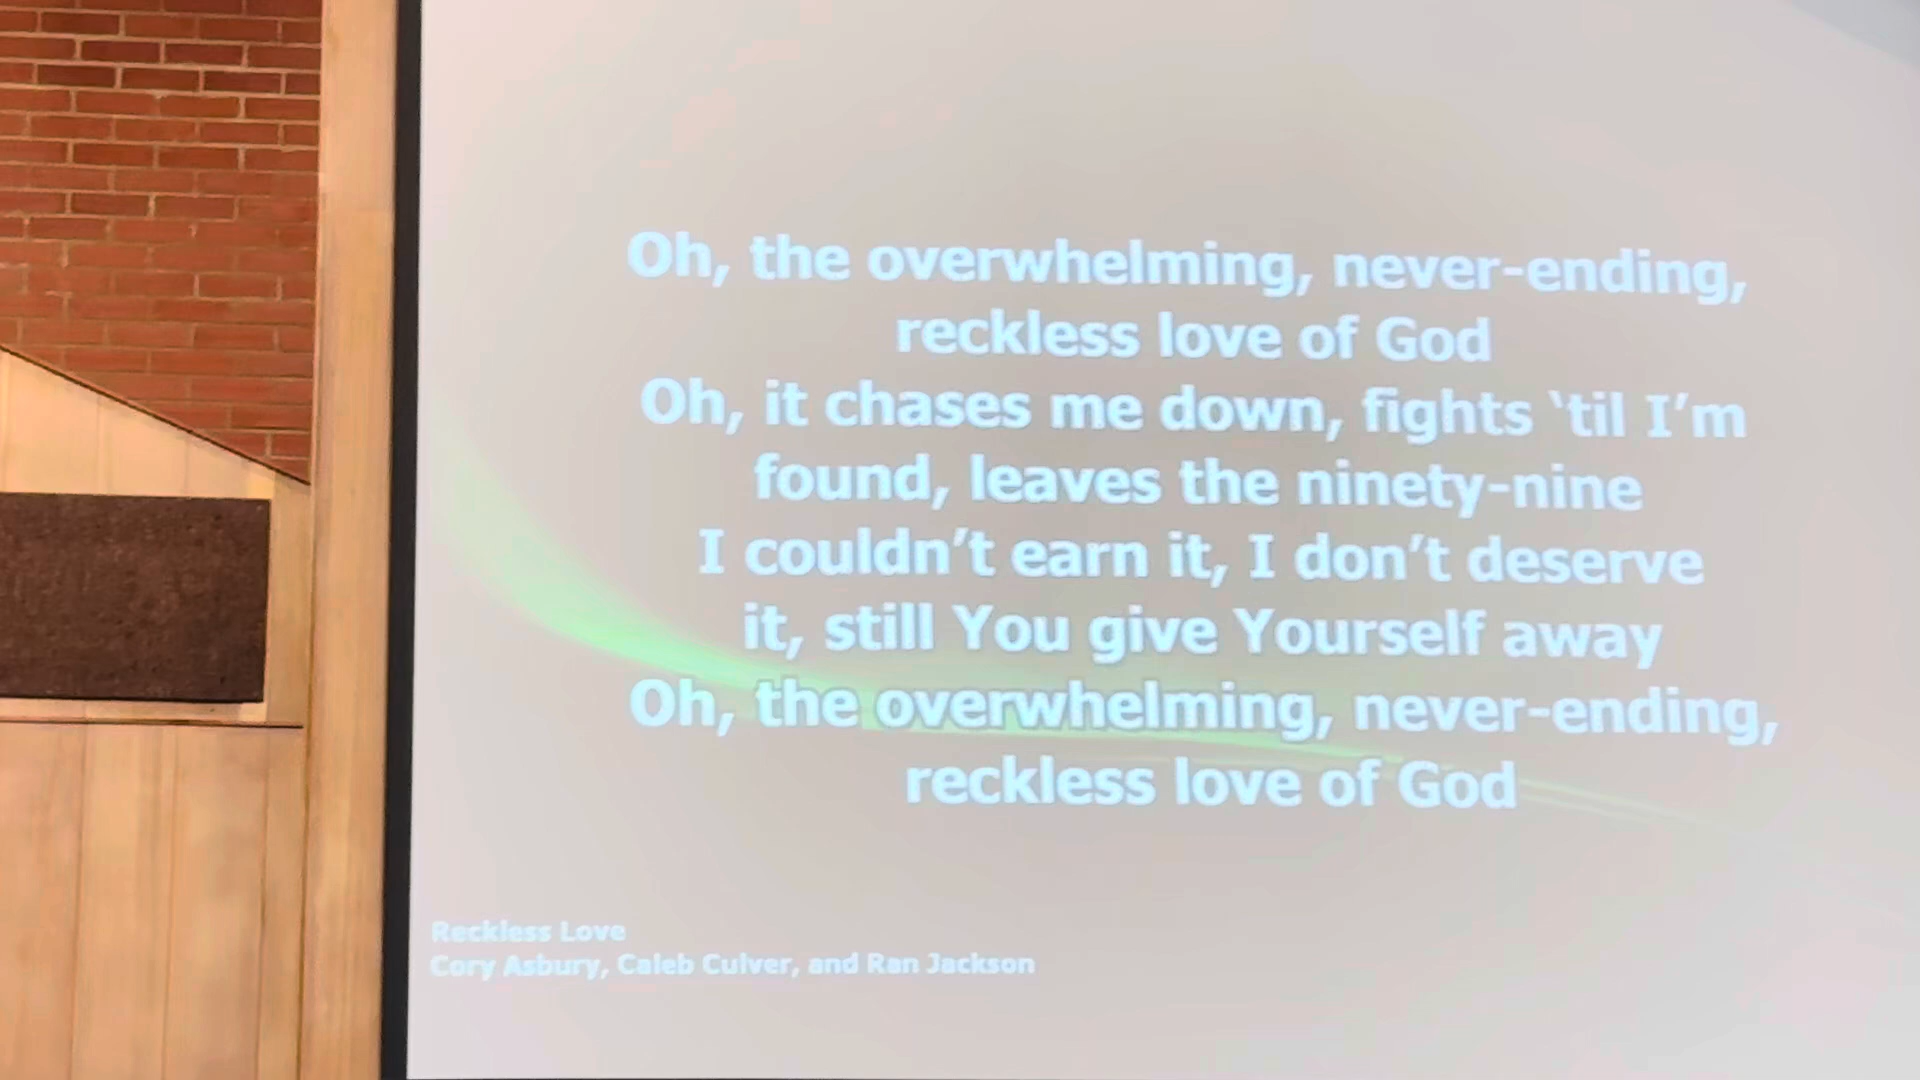 Oh, the overwhelming, never-ending,
reckless love of God
Oh, it chases me down, fights ‘til I’m
found, leaves the ninety-nine
I couldn’t earn it, I don’t deserve
it, still You give Yourself away
Oh, the overwhelming, never-ending,
reckless love of God
Reckless Love
Cory Asbury, Caleb Culver, and Ran Jackson